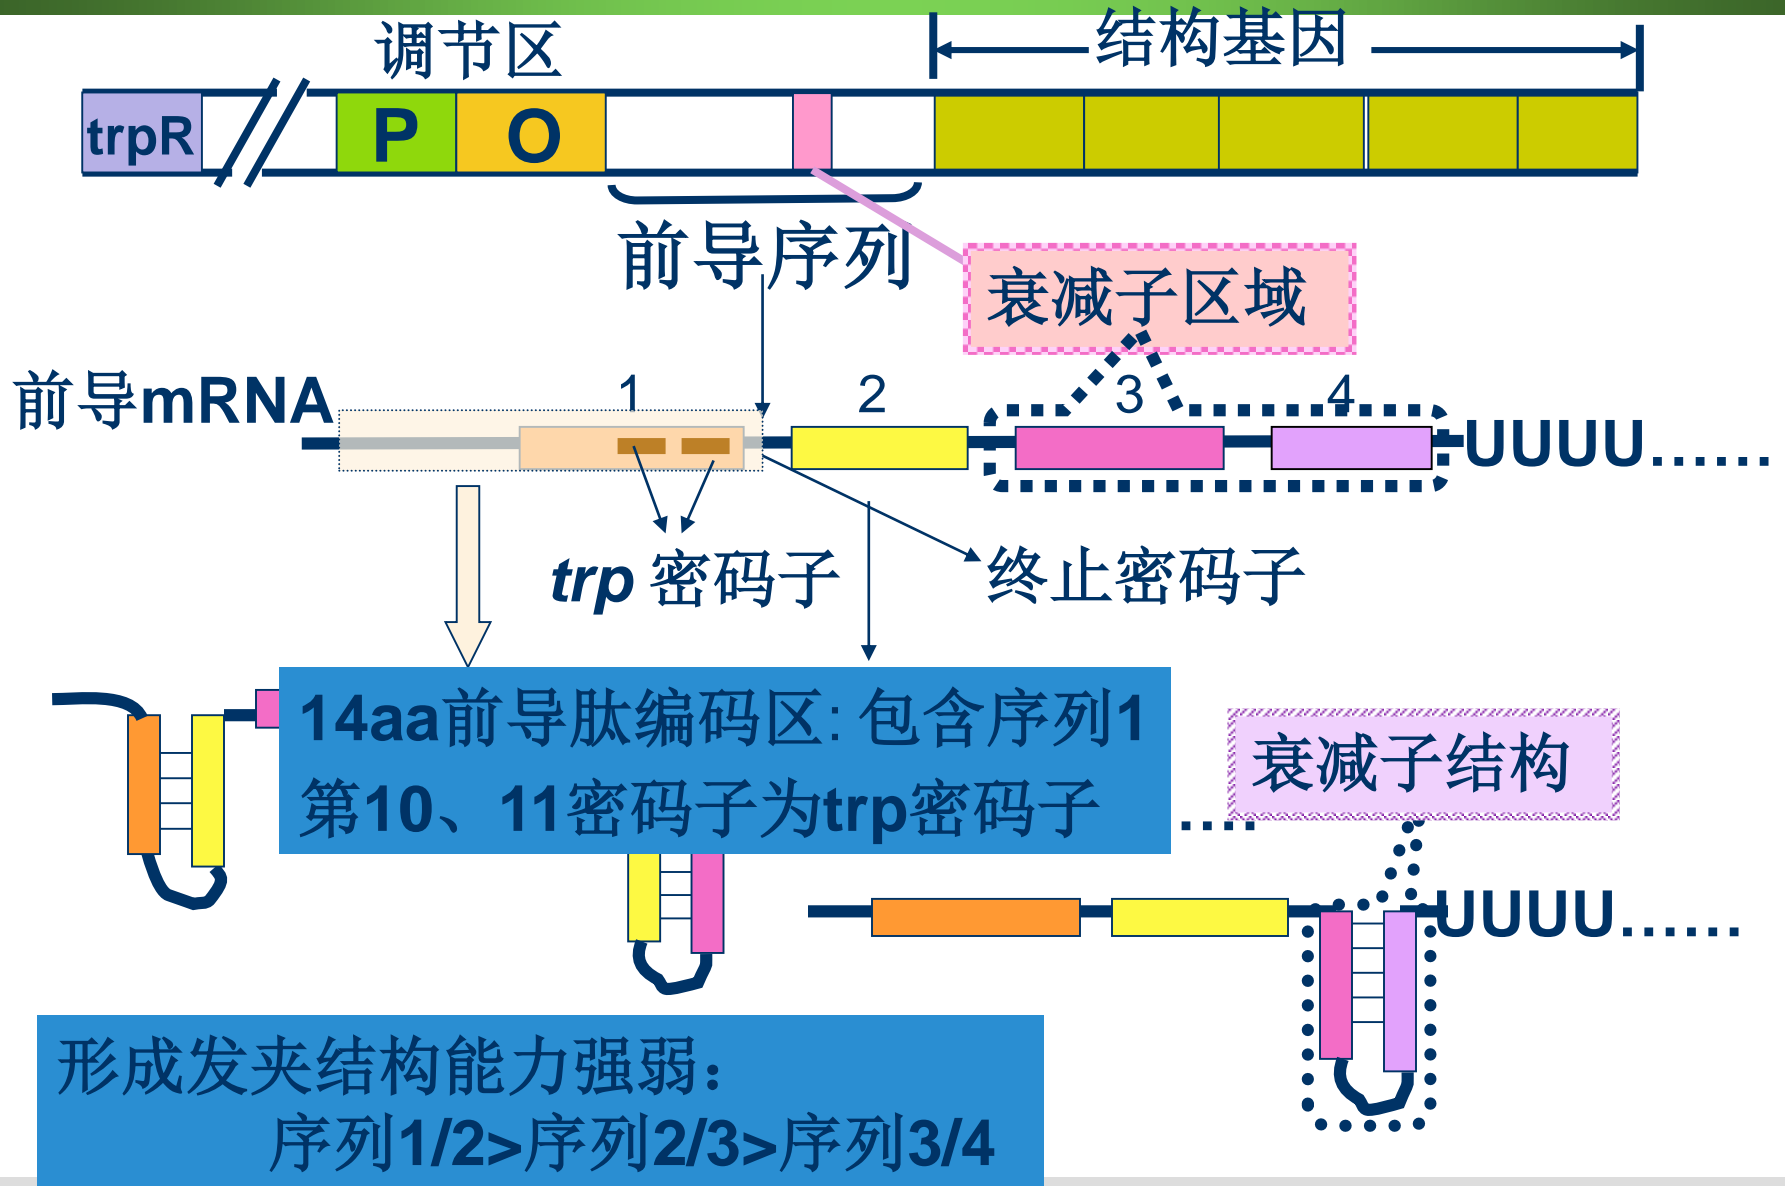 调节区
结构基因
trpR
P
O
前导序列
衰减子区域
前导mRNA
1
2
3
4
UUUU……
trp 密码子
终止密码子
14aa前导肽编码区: 包含序列1
第10、11密码子为trp密码子
衰减子结构
UUUU……
形成发夹结构能力强弱：
序列1/2>序列2/3>序列3/4